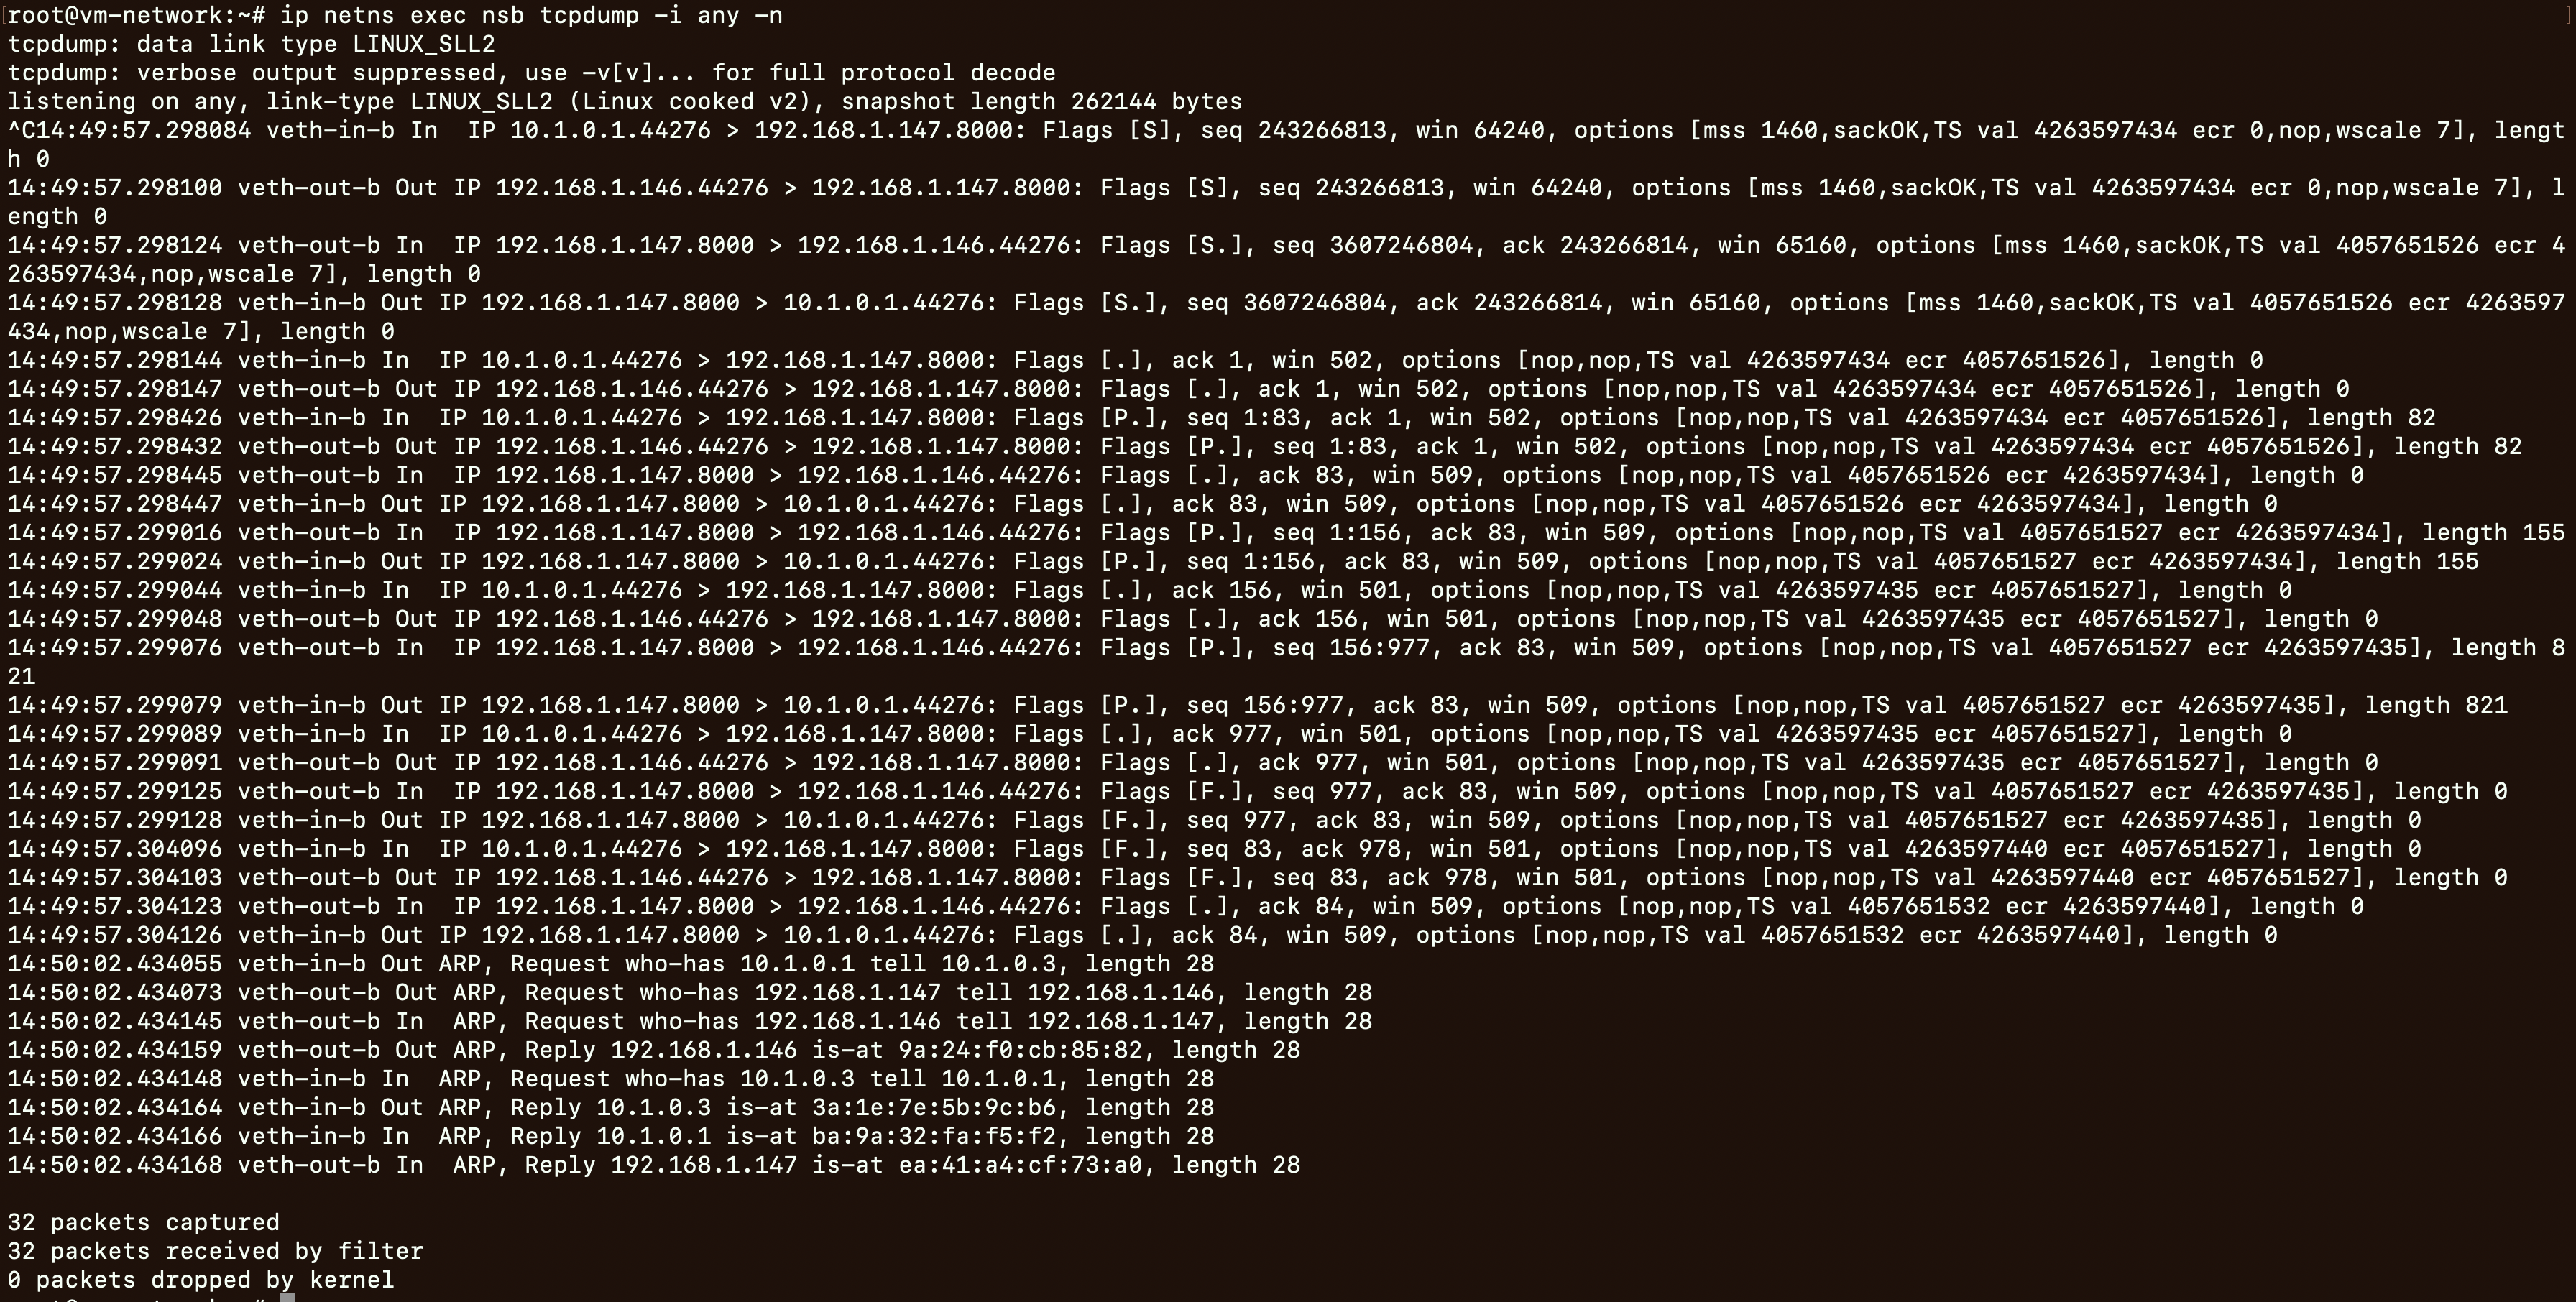 [root@vm-network:~# ip netns exec nsb tcpdump -i any -n ]
tcpdump: data link type LINUX_SLL2
tcpdump: verbose output suppressed, use -v[v]... for full protocol decode
listening on any, link-type LINUX_SLL2 (Linux cooked v2), snapshot length 262144 bytes
^C14:49:57.298084 veth-in-b In  IP 10.1.0.1.44276 > 192.168.1.147.8000: Flags [S], seq 243266813, win 64240, options [mss 1460,sackOK,TS val 4263597434 ecr 0,nop,wscale 7], lengt
h 0
14:49:57.298100 veth-out-b Out IP 192.168.1.146.44276 > 192.168.1.147.8000: Flags [S], seq 243266813, win 64240, options [mss 1460,sackOK,TS val 4263597434 ecr 0,nop,wscale 7], l
ength 0
14:49:57.298124 veth-out-b In  IP 192.168.1.147.8000 > 192.168.1.146.44276: Flags [S.], seq 3607246804, ack 243266814, win 65160, options [mss 1460,sackOK,TS val 4057651526 ecr 4
263597434,nop,wscale 7], length 0
14:49:57.298128 veth-in-b Out IP 192.168.1.147.8000 > 10.1.0.1.44276: Flags [S.], seq 3607246804, ack 243266814, win 65160, options [mss 1460,sackOK,TS val 4057651526 ecr 4263597
434,nop,wscale 7], length 0
14:49:57.298144 veth-in-b In  IP 10.1.0.1.44276 > 192.168.1.147.8000: Flags [.], ack 1, win 502, options [nop,nop,TS val 4263597434 ecr 4057651526], length 0
14:49:57.298147 veth-out-b Out IP 192.168.1.146.44276 > 192.168.1.147.8000: Flags [.], ack 1, win 502, options [nop,nop,TS val 4263597434 ecr 4057651526], length 0
14:49:57.298426 veth-in-b In  IP 10.1.0.1.44276 > 192.168.1.147.8000: Flags [P.], seq 1:83, ack 1, win 502, options [nop,nop,TS val 4263597434 ecr 4057651526], length 82
14:49:57.298432 veth-out-b Out IP 192.168.1.146.44276 > 192.168.1.147.8000: Flags [P.], seq 1:83, ack 1, win 502, options [nop,nop,TS val 4263597434 ecr 4057651526], length 82
14:49:57.298445 veth-out-b In  IP 192.168.1.147.8000 > 192.168.1.146.44276: Flags [.], ack 83, win 509, options [nop,nop,TS val 4057651526 ecr 4263597434], length 0
14:49:57.298447 veth-in-b Out IP 192.168.1.147.8000 > 10.1.0.1.44276: Flags [.], ack 83, win 509, options [nop,nop,TS val 4057651526 ecr 4263597434], length 0
14:49:57.299016 veth-out-b In  IP 192.168.1.147.8000 > 192.168.1.146.44276: Flags [P.], seq 1:156, ack 83, win 509, options [nop,nop,TS val 4057651527 ecr 4263597434], length 155
14:49:57.299024 veth-in-b Out IP 192.168.1.147.8000 > 10.1.0.1.44276: Flags [P.], seq 1:156, ack 83, win 509, options [nop,nop,TS val 4057651527 ecr 4263597434], length 155
14:49:57.299044 veth-in-b In  IP 10.1.0.1.44276 > 192.168.1.147.8000: Flags [.], ack 156, win 501, options [nop,nop,TS val 4263597435 ecr 4057651527], length 0
14:49:57.299048 veth-out-b Out IP 192.168.1.146.44276 > 192.168.1.147.8000: Flags [.], ack 156, win 501, options [nop,nop,TS val 4263597435 ecr 4057651527], length 0
14:49:57.299076 veth-out-b In  IP 192.168.1.147.8000 > 192.168.1.146.44276: Flags [P.], seq 156:977, ack 83, win 509, options [nop,nop,TS val 4057651527 ecr 4263597435], length 8
21
14:49:57.299079 veth-in-b Out IP 192.168.1.147.8000 > 10.1.0.1.44276: Flags [P.], seq 156:977, ack 83, win 509, options [nop,nop,TS val 4057651527 ecr 4263597435], length 821
14:49:57.299089 veth-in-b In  IP 10.1.0.1.44276 > 192.168.1.147.8000: Flags [.], ack 977, win 501, options [nop,nop,TS val 4263597435 ecr 4057651527], length 0
14:49:57.299091 veth-out-b Out IP 192.168.1.146.44276 > 192.168.1.147.8000: Flags [.], ack 977, win 501, options [nop,nop,TS val 4263597435 ecr 4057651527], length 0
14:49:57.299125 veth-out-b In  IP 192.168.1.147.8000 > 192.168.1.146.44276: Flags [F.], seq 977, ack 83, win 509, options [nop,nop,TS val 4057651527 ecr 4263597435], length 0
14:49:57.299128 veth-in-b Out IP 192.168.1.147.8000 > 10.1.0.1.44276: Flags [F.], seq 977, ack 83, win 509, options [nop,nop,TS val 4057651527 ecr 4263597435], length 0
14:49:57.304096 veth-in-b In  IP 10.1.0.1.44276 > 192.168.1.147.8000: Flags [F.], seq 83, ack 978, win 501, options [nop,nop,TS val 4263597440 ecr 4057651527], length 0
14:49:57.304103 veth-out-b Out IP 192.168.1.146.44276 > 192.168.1.147.8000: Flags [F.], seq 83, ack 978, win 501, options [nop,nop,TS val 4263597440 ecr 4057651527], length 0
14:49:57.304123 veth-out-b In  IP 192.168.1.147.8000 > 192.168.1.146.44276: Flags [.], ack 84, win 509, options [nop,nop,TS val 4057651532 ecr 4263597440], length 0
14:49:57.304126 veth-in-b Out IP 192.168.1.147.8000 > 10.1.0.1.44276: Flags [.], ack 84, win 509, options [nop,nop,TS val 4057651532 ecr 4263597440], length 0
14:50:02.434055 veth-in-b Out ARP, Request who-has 10.1.0.1 tell 10.1.0.3, length 28
14:50:02.434073 veth-out-b Out ARP, Request who-has 192.168.1.147 tell 192.168.1.146, length 28
14:50:02.434145 veth-out-b In  ARP, Request who-has 192.168.1.146 tell 192.168.1.147, length 28
14:50:02.434159 veth-out-b Out ARP, Reply 192.168.1.146 is-at 9a:24:f0:cb:85:82, length 28
14:50:02.434148 veth-in-b In  ARP, Request who-has 10.1.0.3 tell 10.1.0.1, length 28
14:50:02.434164 veth-in-b Out ARP, Reply 10.1.0.3 is-at 3a:1e:7e:5b:9c:b6, length 28
14:50:02.434166 veth-in-b In  ARP, Reply 10.1.0.1 is-at ba:9a:32:fa:f5:f2, length 28
14:50:02.434168 veth-out-b In  ARP, Reply 192.168.1.147 is-at ea:41:a4:cf:73:a0, length 28
32 packets captured
32 packets received by filter
0 packets dropped by kernel